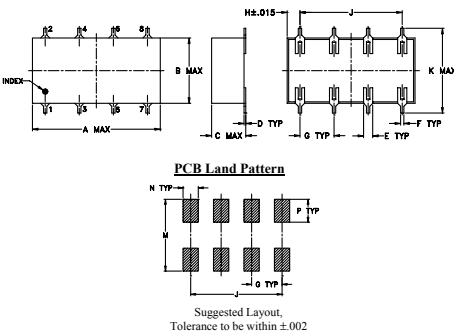 H±.015
J
2 4 6 8
INDEX
B MAX
K MAX
1 3 5 7
A MAX
C MAX
D TYP
G TYP
E TYP
F TYP
PCB Land Pattern
N TYP
P TYP
M
G TYP
J
Suggested Layout,
Tolerance to be within ±.002